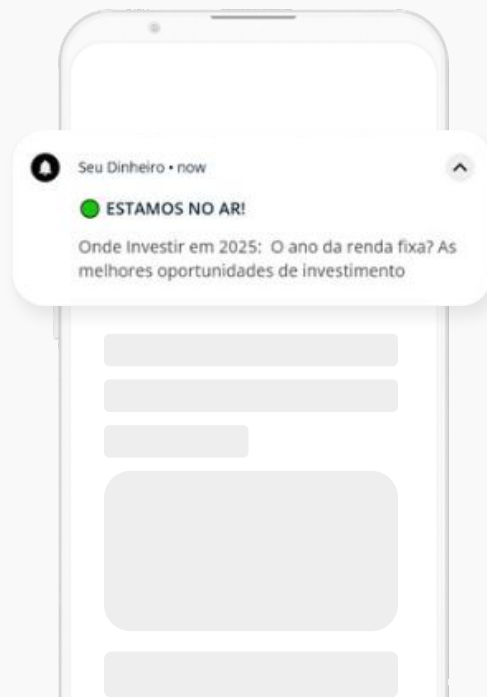 Seu Dinheiro • now
ESTAMOS NO AR!
Onde Investir em 2025: O ano da renda fixa? As
melhores oportunidades de investimento